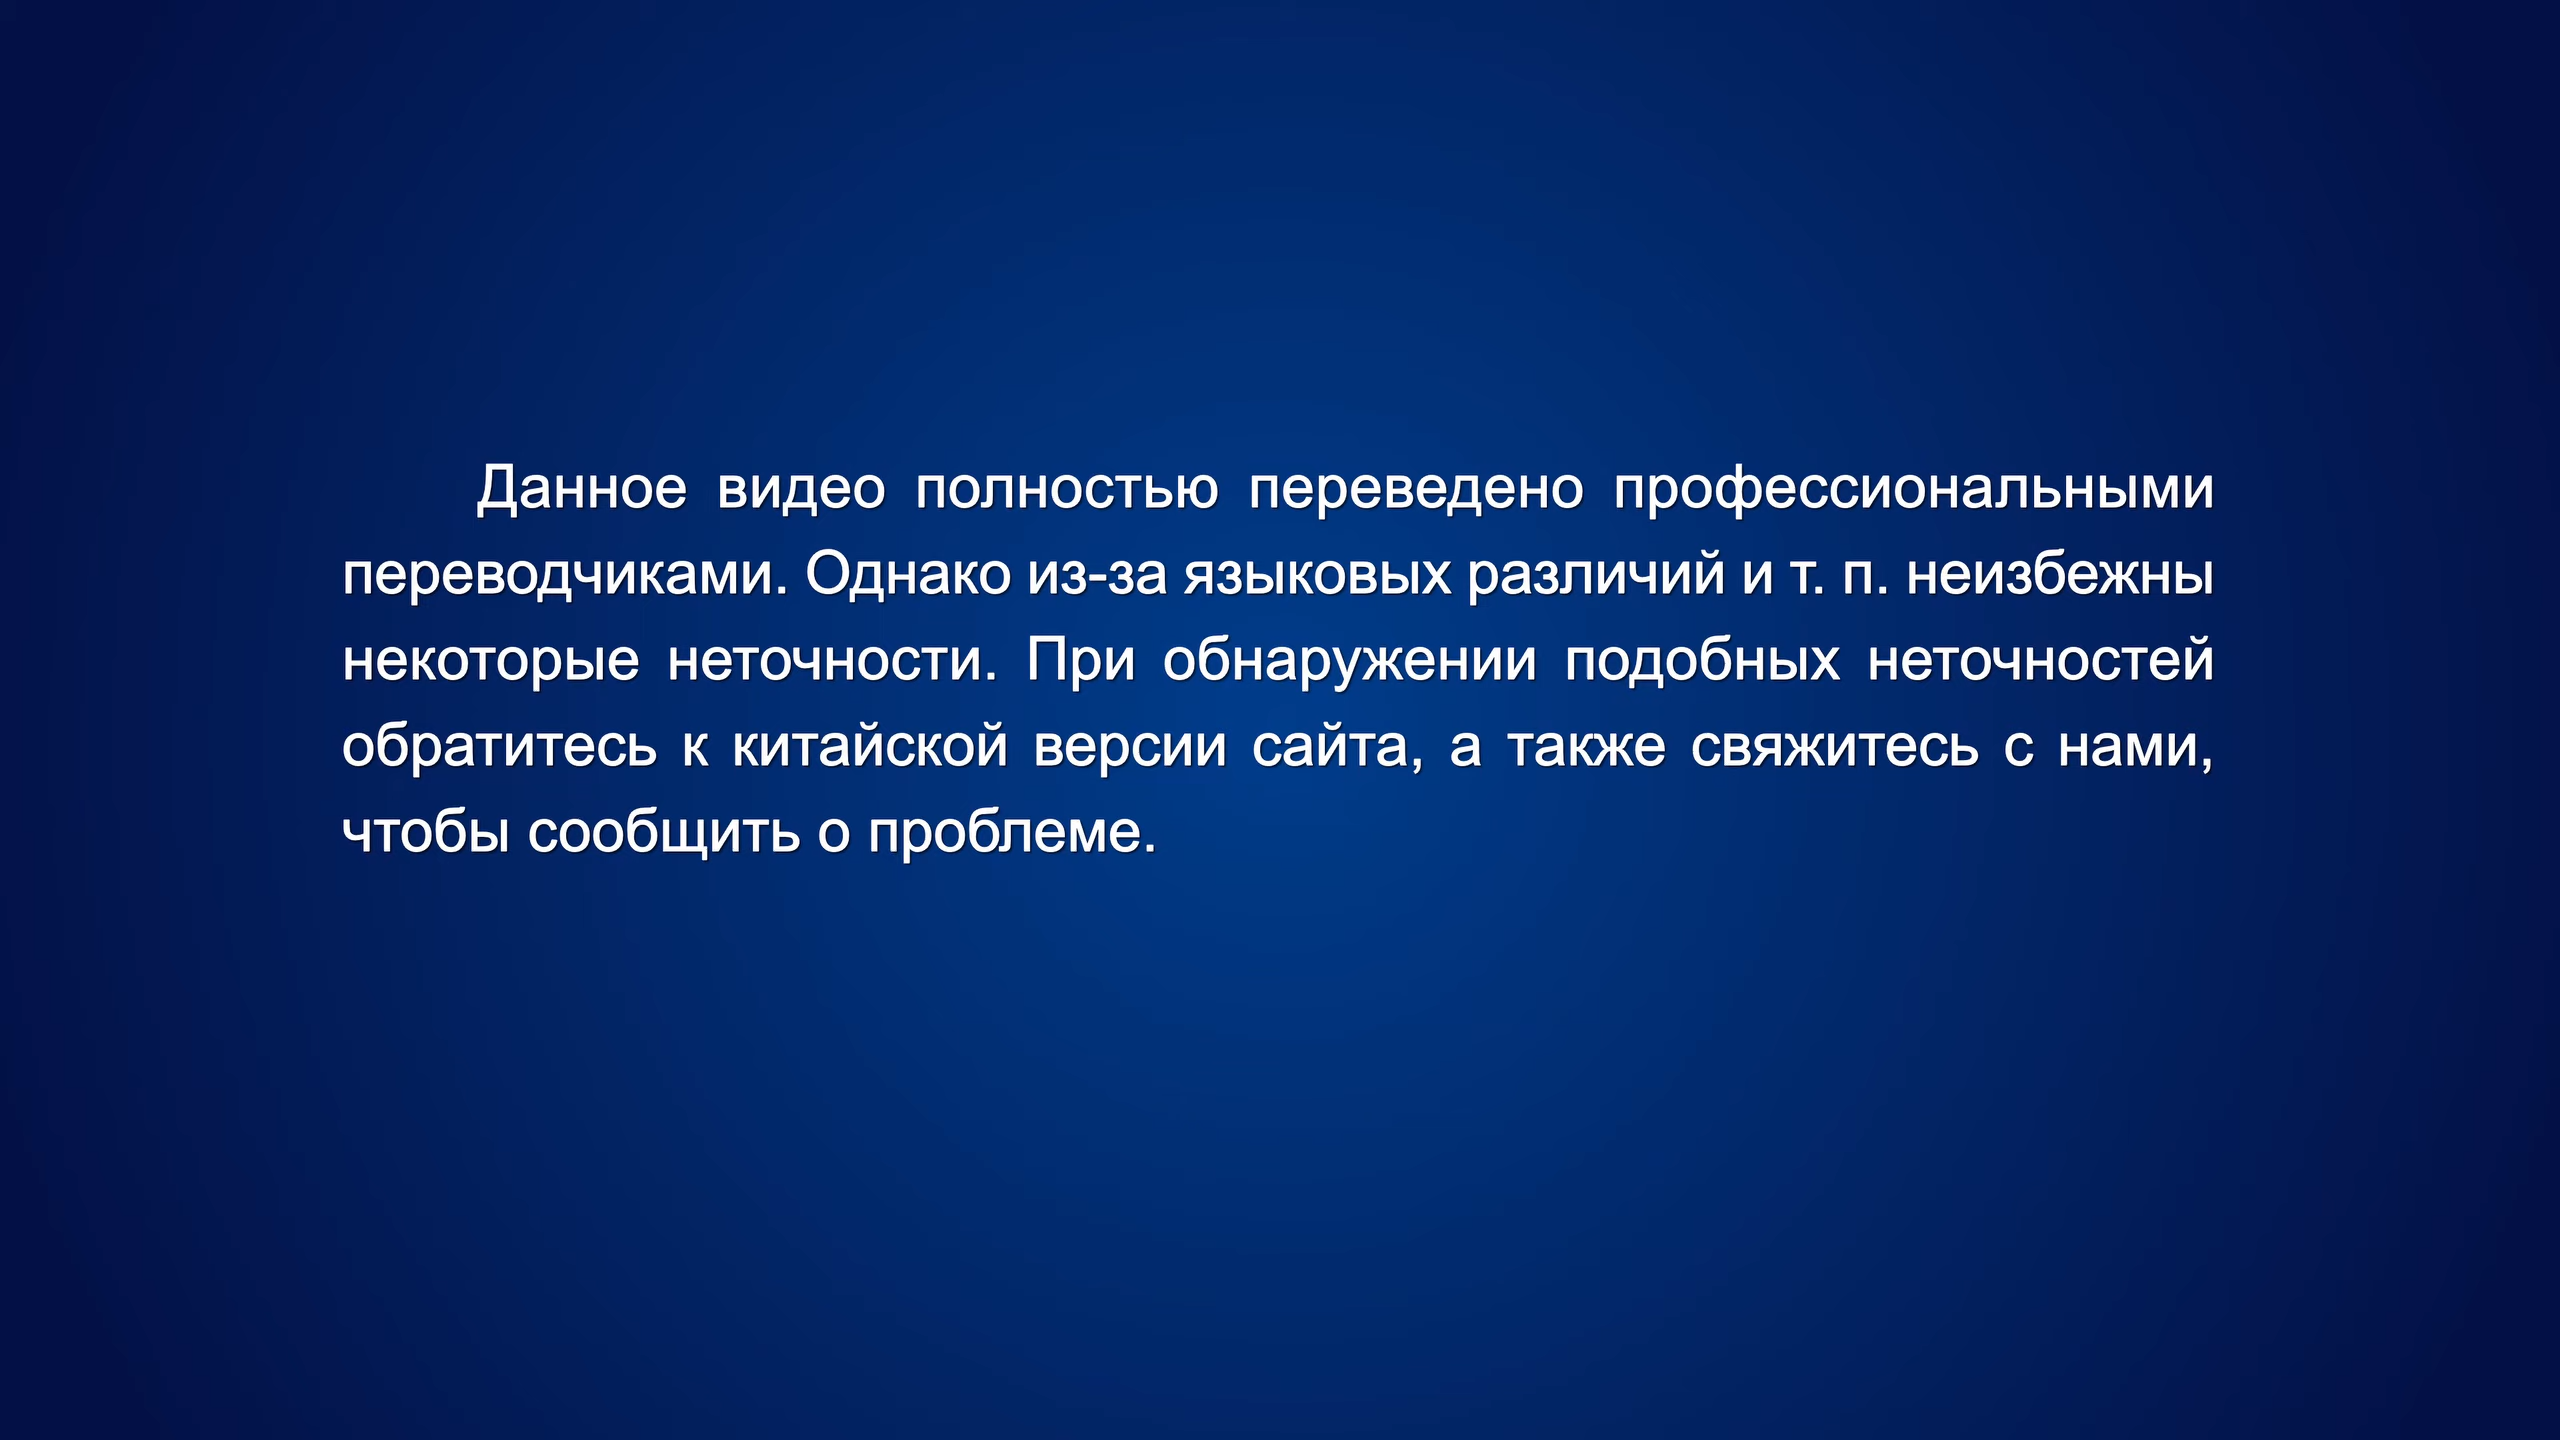 Данное видео полностью переведено профессиональными
переводчиками. Однако из-за языковых различий и т. п. неизбежны
некоторые неточности. При обнаружении подобных неточностей
обратитесь к китайской версии сайта, а также свяжитесь с нами,
чтобы сообщить о проблеме.